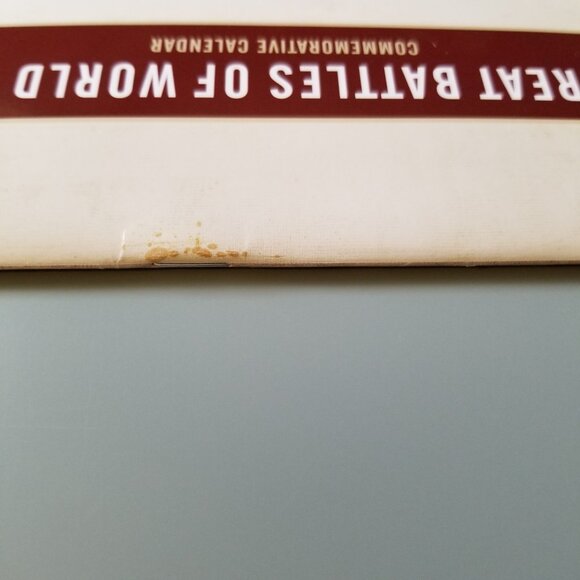 REAT BATTLES OF WORLD
COMMEMORATIVE CALENDAR